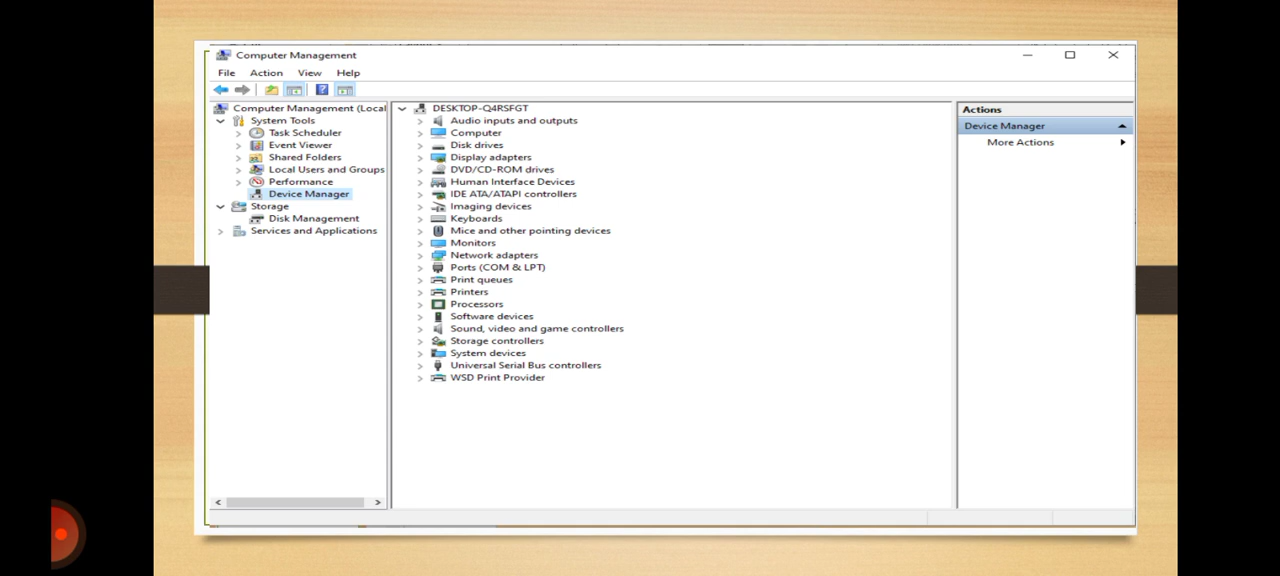 Computer Management
File Action View Help
Computer Management (Local
System Tools
Task Scheduler
Event Viewer
Shared Folders
Local Users and Groups
Performance
Device Manager
Storage
Disk Management
Services and Applications
DESKTOP-Q4RSFGT
Audio inputs and outputs
Computer
Disk drives
Display adapters
DVD/CD-ROM drives
Human Interface Devices
IDE ATA/ATAPI controllers
Imaging devices
Keyboards
Mice and other pointing devices
Monitors
Network adapters
Ports (COM & LPT)
Print queues
Printers
Processors
Software devices
Sound, video and game controllers
Storage controllers
System devices
Universal Serial Bus controllers
WSD Print Provider
Actions
Device Manager
More Actions